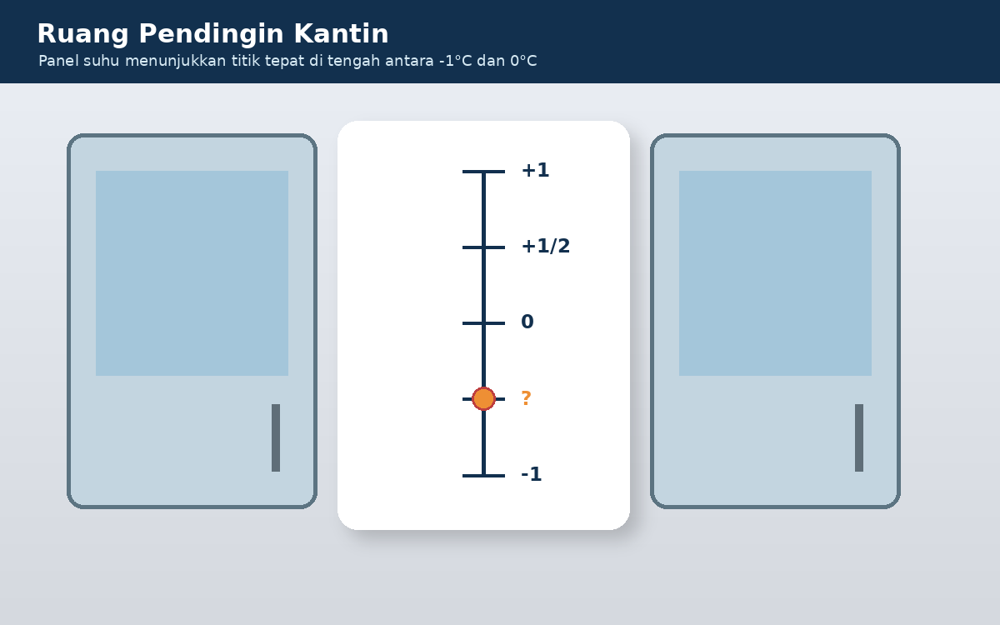 Ruang Pendingin Kantin
Panel suhu menunjukkan titik tepat di tengah antara -1°C dan 0°C
+1
+1/2
0
?
-1